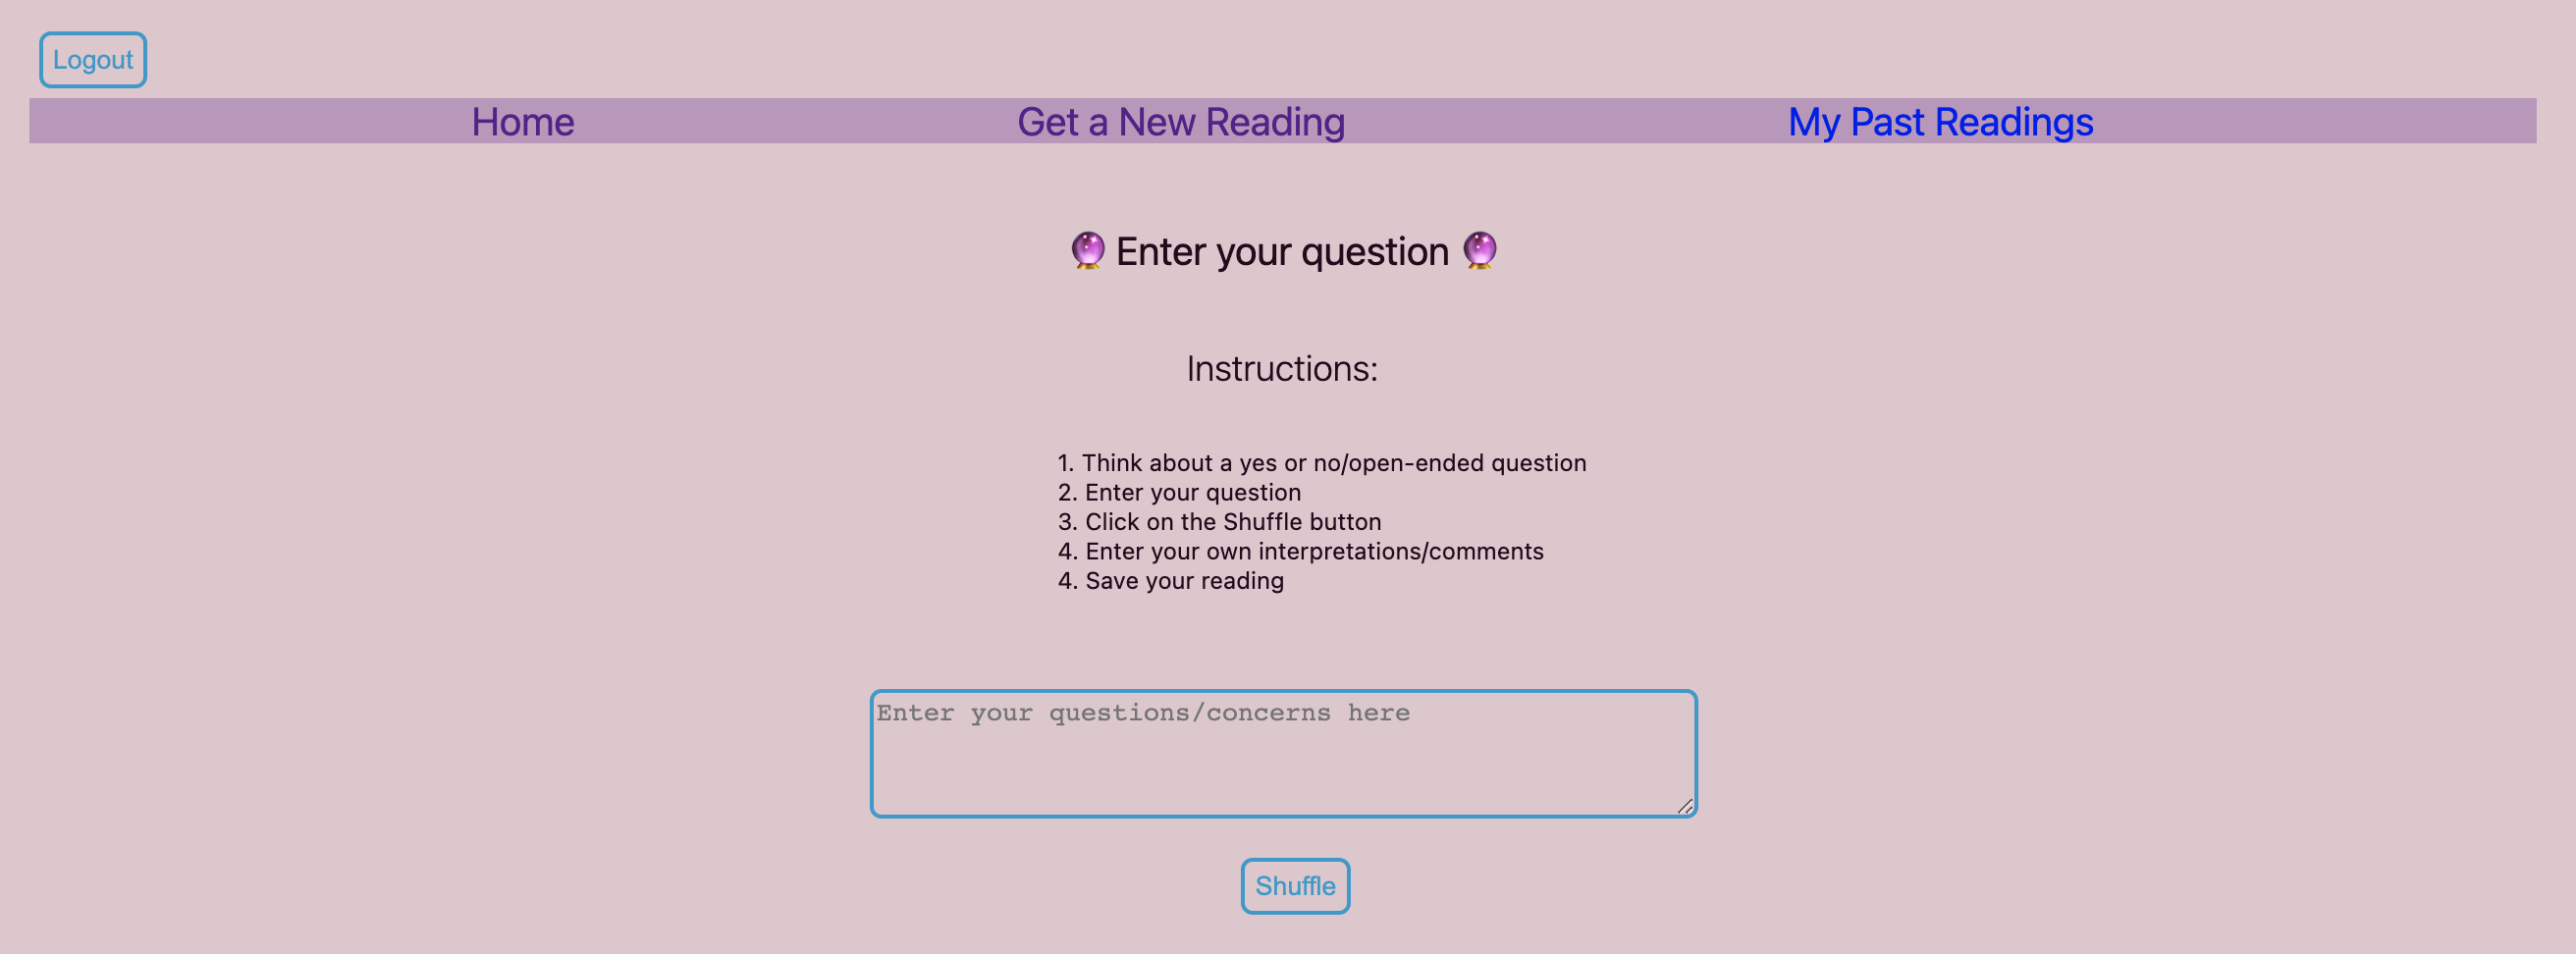 Logout
Home Get a New Reading My Past Readings
🔮 Enter your question 🔮
Instructions:
1. Think about a yes or no/open-ended question
2. Enter your question
3. Click on the Shuffle button
4. Enter your own interpretations/comments
4. Save your reading
Enter your questions/concerns here
Shuffle